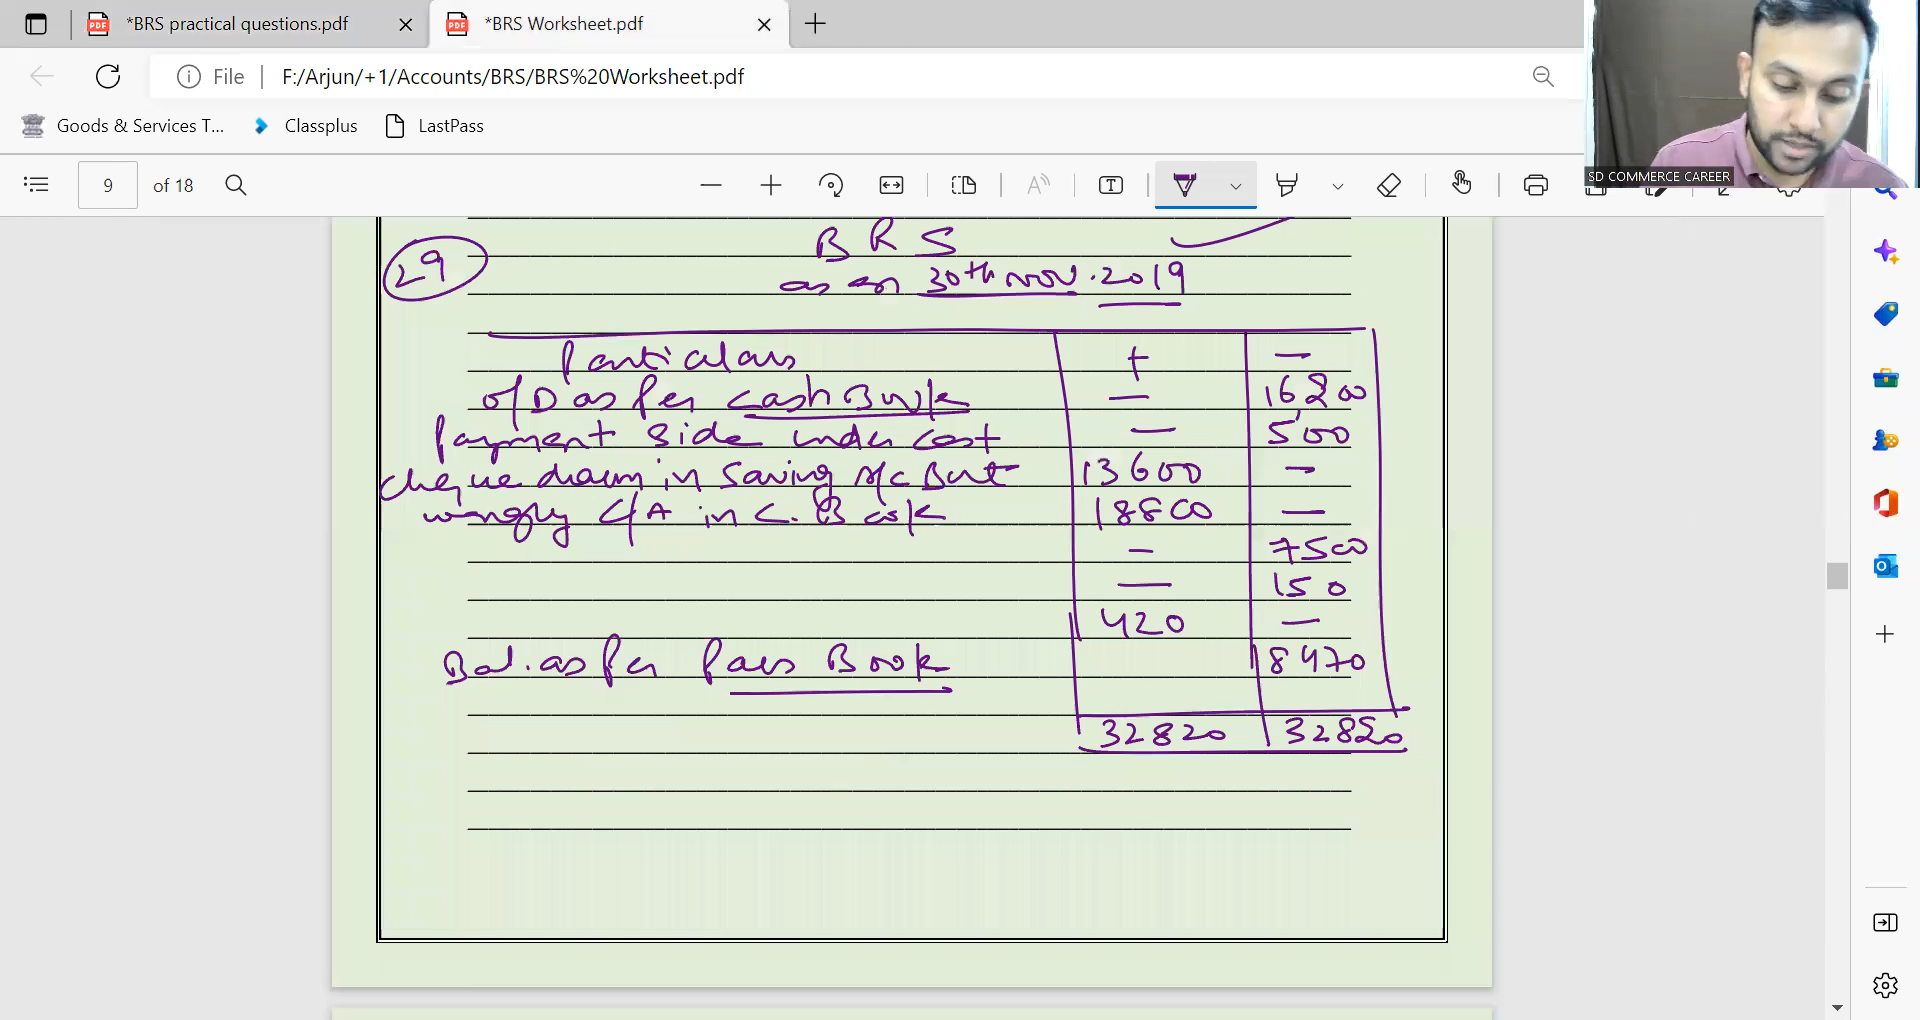 *BRS practical questions.pdf
*BRS Worksheet.pdf
File F:/Arjun/+1/Accounts/BRS/BRS%20Worksheet.pdf
Goods & Services T...
Classplus
LastPass
9 of 18
SD COMMERCE CAREER
29
BRS
as on 30th Nov. 2019
Particulars + —
O/D as per cash Book — 16200
Payment side under cast — 500
cheque drawn in saving A/c But 13600 —
wrongly C/A in C. Book 18800 —
— 7500
— 150
420 —
Bal. as per Pass Book 8470
32820 32820